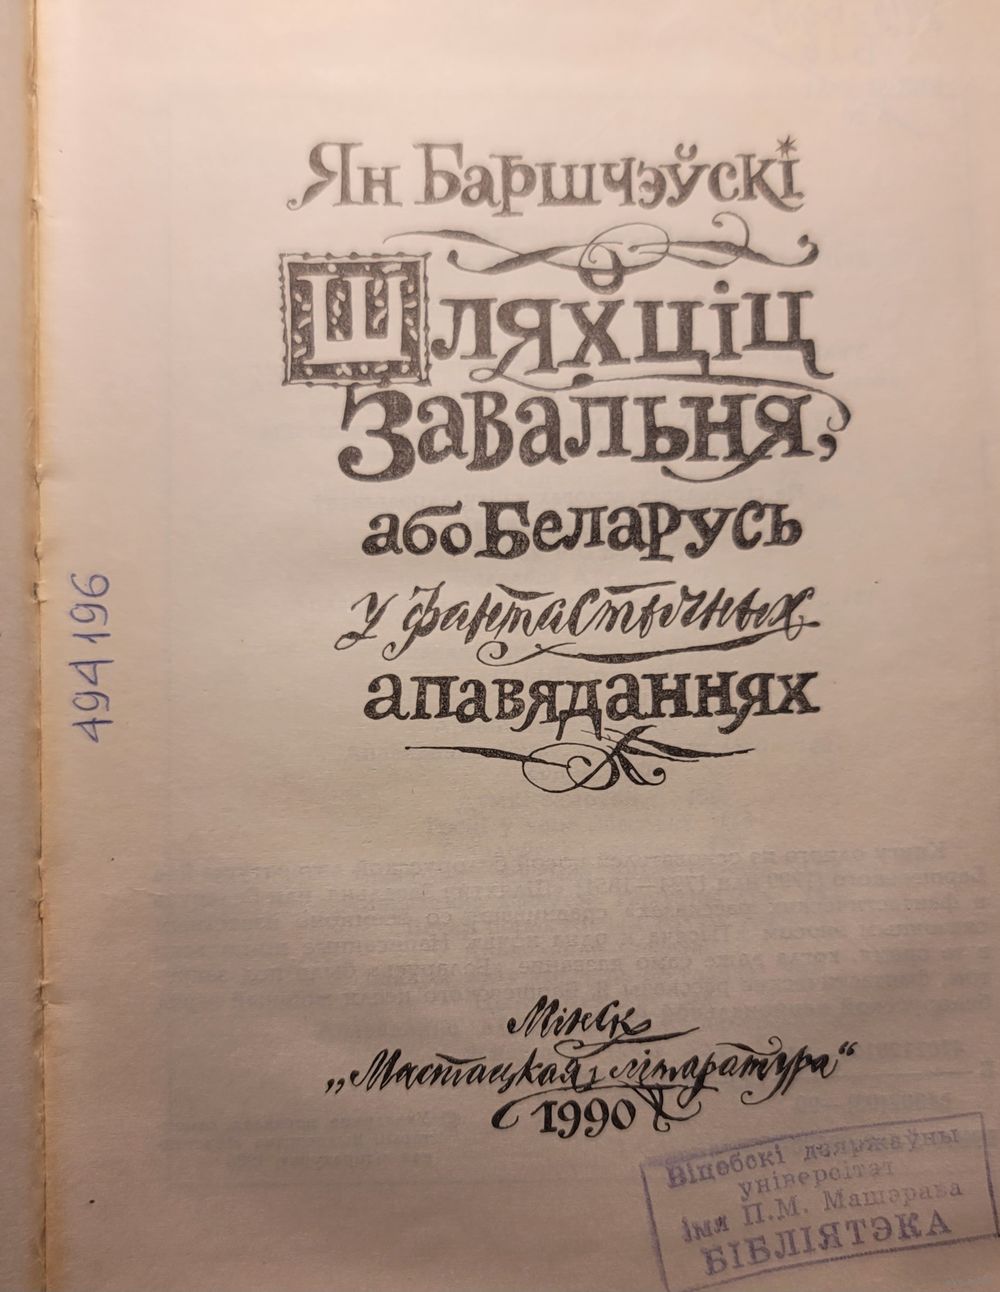 Ян Баршчэўскі
Шляхціц
Завальня,
або Беларусь
у фантастычных
апавяданнях
494196
Мінск
„Мастацкая літаратура“
1990
Віцебскі дзяржаўны
універсітэт
імя П.М. Машэрава
БІБЛІЯТЭКА